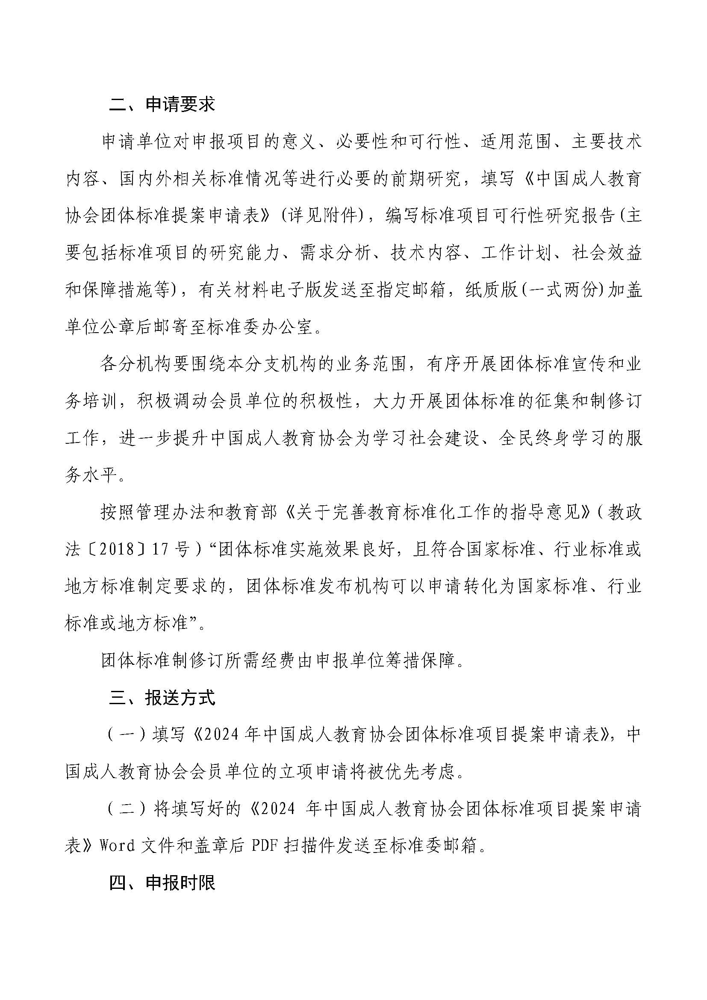 二、申请要求
申请单位对申报项目的意义、必要性和可行性、适用范围、主要技术
内容、国内外相关标准情况等进行必要的前期研究，填写《中国成人教育
协会团体标准提案申请表》(详见附件)，编写标准项目可行性研究报告(主
要包括标准项目的研究能力、需求分析、技术内容、工作计划、社会效益
和保障措施等)，有关材料电子版发送至指定邮箱，纸质版(一式两份)加盖
单位公章后邮寄至标准委办公室。
各分机构要围绕本分支机构的业务范围，有序开展团体标准宣传和业
务培训，积极调动会员单位的积极性，大力开展团体标准的征集和制修订
工作，进一步提升中国成人教育协会为学习社会建设、全民终身学习的服
务水平。
按照管理办法和教育部《关于完善教育标准化工作的指导意见》（教政
法〔2018〕17 号）“团体标准实施效果良好，且符合国家标准、行业标准或
地方标准制定要求的，团体标准发布机构可以申请转化为国家标准、行业
标准或地方标准”。
团体标准制修订所需经费由申报单位筹措保障。
三、报送方式
（一）填写《2024 年中国成人教育协会团体标准项目提案申请表》，中
国成人教育协会会员单位的立项申请将被优先考虑。
（二）将填写好的《2024 年中国成人教育协会团体标准项目提案申请
表》Word 文件和盖章后 PDF 扫描件发送至标准委邮箱。
四、申报时限